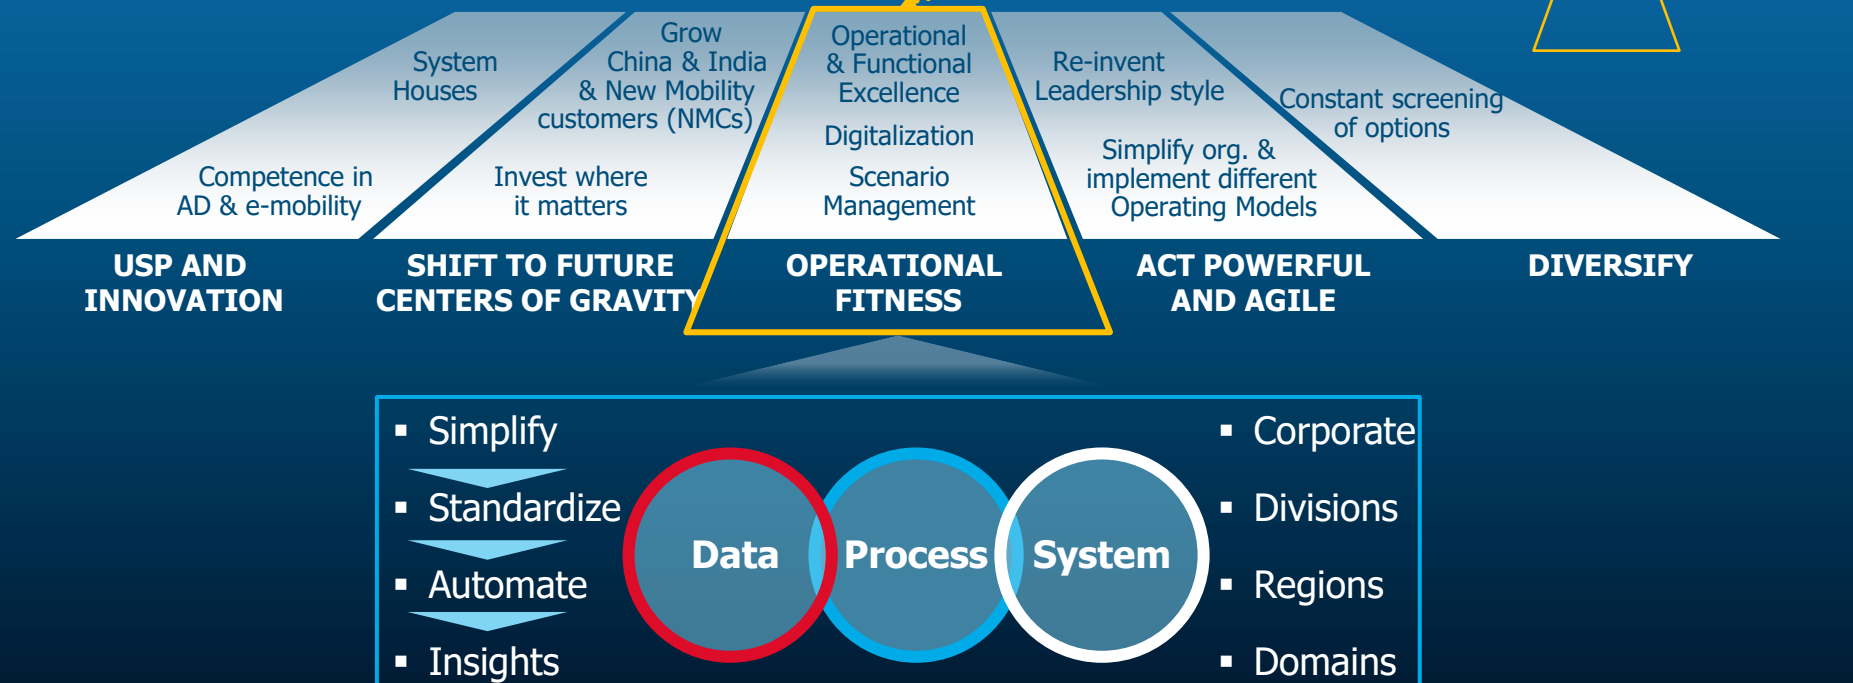 System
Houses
Competence in
AD & e-mobility
Grow
China & India
& New Mobility
customers (NMCs)
Invest where
it matters
Operational
& Functional
Excellence
Digitalization
Scenario
Management
Re-invent
Leadership style
Simplify org. &
implement different
Operating Models
Constant screening
of options
USP AND
INNOVATION
SHIFT TO FUTURE
CENTERS OF GRAVITY
OPERATIONAL
FITNESS
ACT POWERFUL
AND AGILE
DIVERSIFY
▪ Simplify
▪ Standardize
▪ Automate
▪ Insights
Data
Process
System
▪ Corporate
▪ Divisions
▪ Regions
▪ Domains